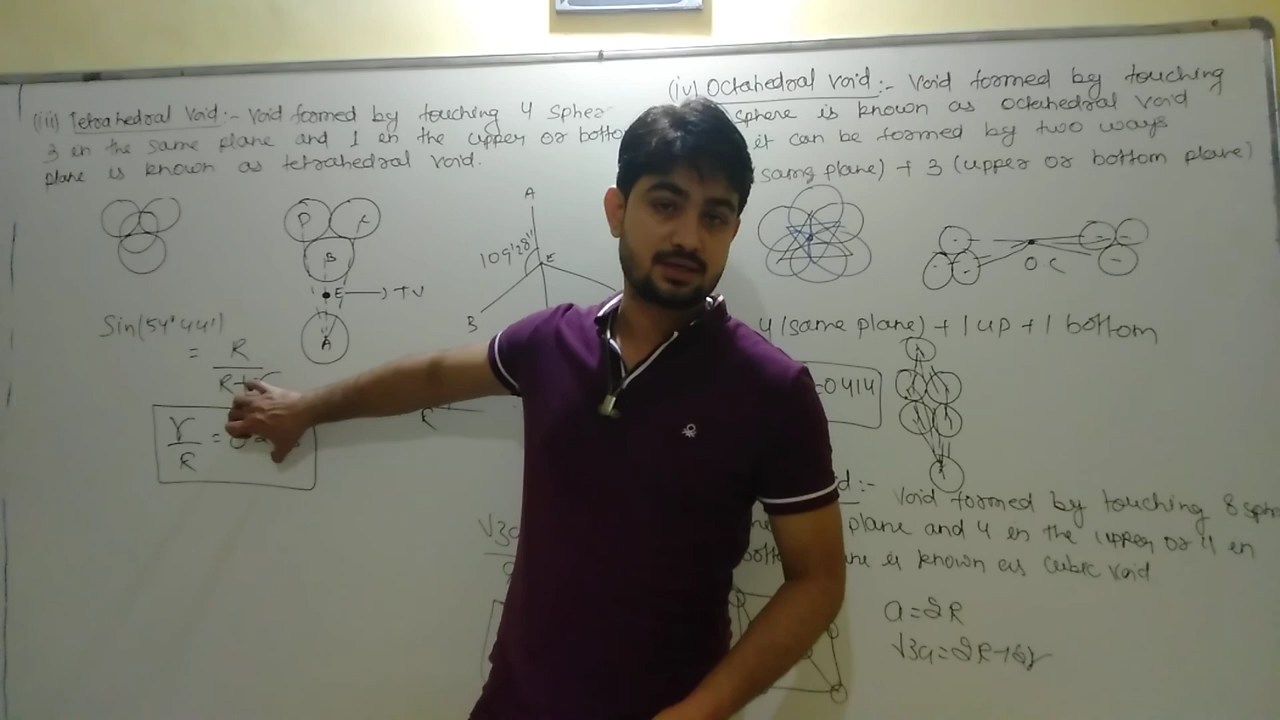 (iii) Tetrahedral void:- void formed by touching 4 sphe
3 in the same plane and 1 in the upper or botto
plane is known as tetrahedral void.
D
B
E → TV
A
Sin(54°44')
= R
R+r
r
R
=
A
109°28'
E
B
R
(iv) Octahedral void:- void formed by touching
sphere is known as octahedral void
it can be formed by two ways
same plane) + 3 (upper or bottom plane)
4 (same plane) + 1 up + 1 bottom
=0.414
d:- void formed by touching 8 sph
plane and 4 in the upper or 4 in
is known as cubic void
a=2R
√3a=2R+2r